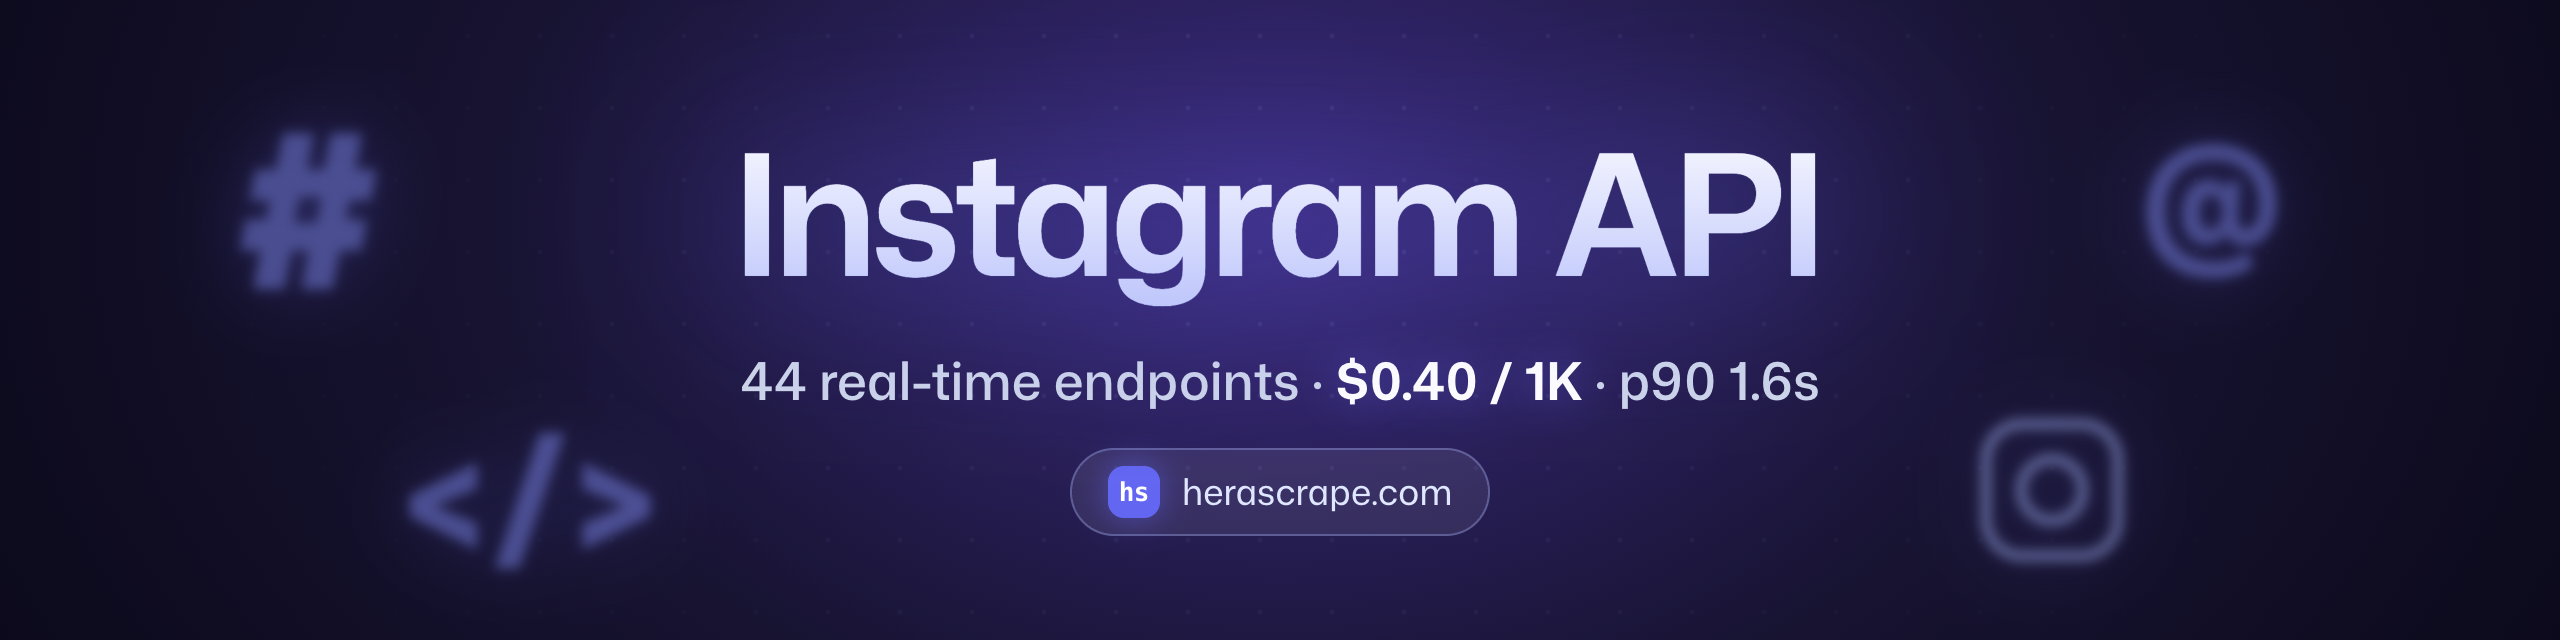 #
@
Instagram API
44 real-time endpoints · $0.40 / 1K · p90 1.6s
</>
hs herascrape.com